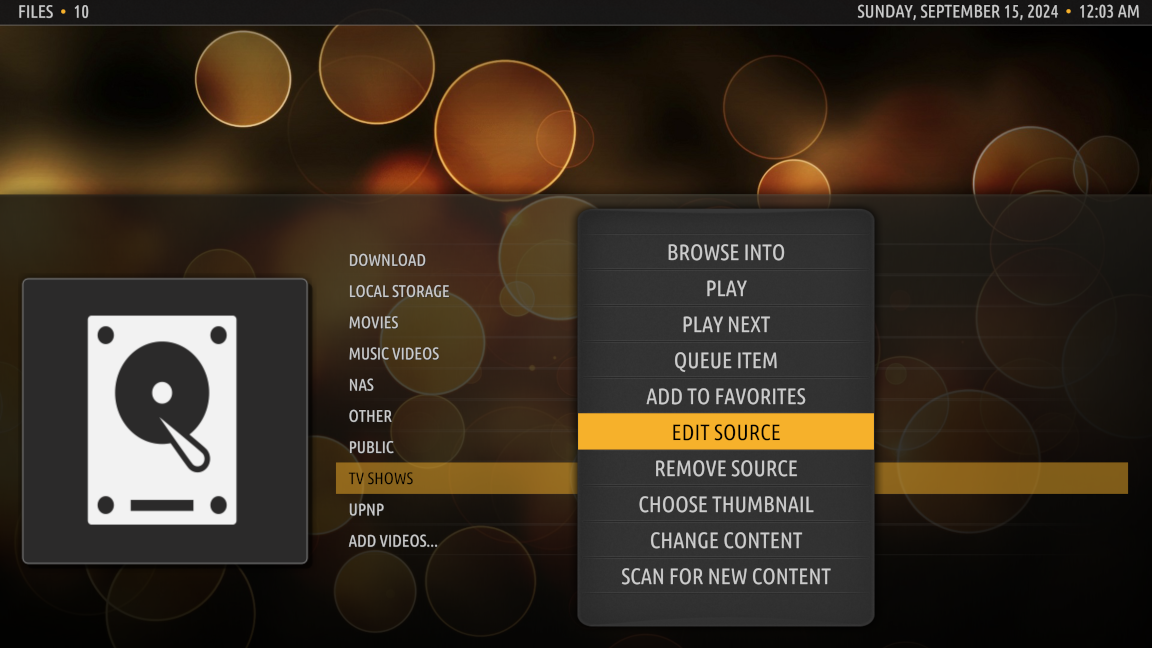 FILES • 10
SUNDAY, SEPTEMBER 15, 2024 • 12:03 AM
DOWNLOAD
LOCAL STORAGE
MOVIES
MUSIC VIDEOS
NAS
OTHER
PUBLIC
TV SHOWS
UPNP
ADD VIDEOS...
BROWSE INTO
PLAY
PLAY NEXT
QUEUE ITEM
ADD TO FAVORITES
EDIT SOURCE
REMOVE SOURCE
CHOOSE THUMBNAIL
CHANGE CONTENT
SCAN FOR NEW CONTENT